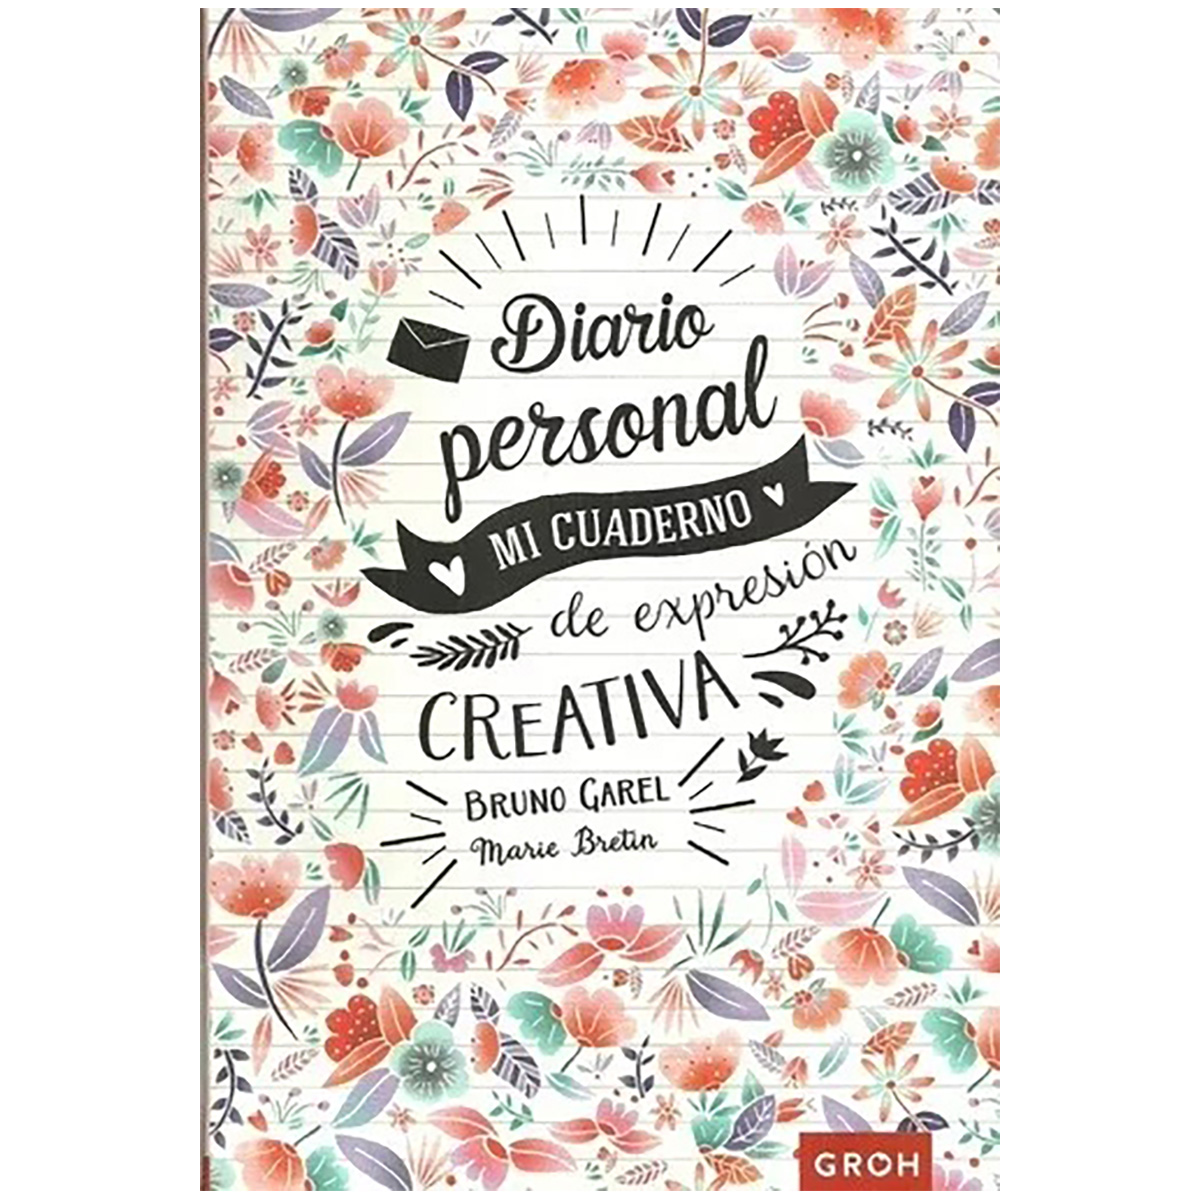 Diario
personal
MI CUADERNO
de expresión
CREATIVA
BRUNO GAREL
Marie Bretin
GROH